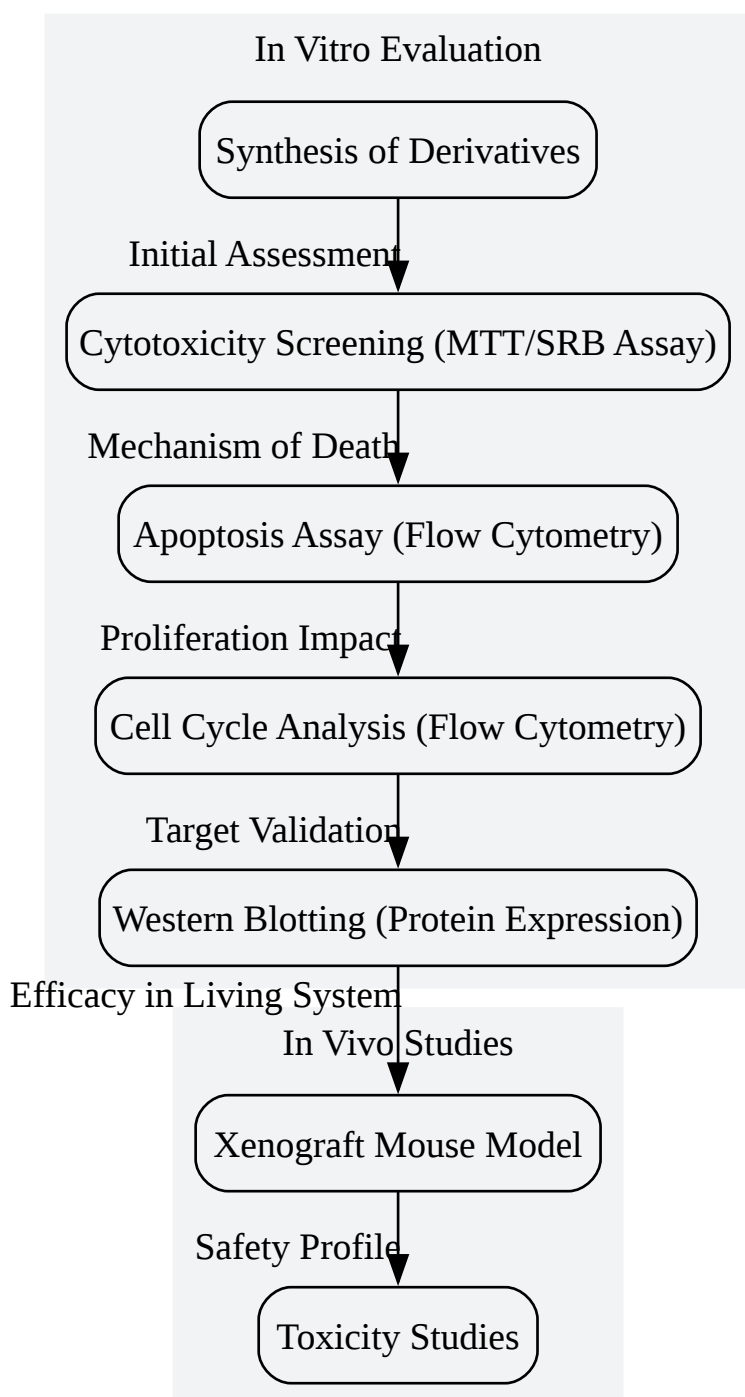 In Vitro Evaluation
Synthesis of Derivatives
Initial Assessment
Cytotoxicity Screening (MTT/SRB Assay)
Mechanism of Death
Apoptosis Assay (Flow Cytometry)
Proliferation Impact
Cell Cycle Analysis (Flow Cytometry)
Target Validation
Western Blotting (Protein Expression)
Efficacy in Living System
In Vivo Studies
Xenograft Mouse Model
Safety Profile
Toxicity Studies